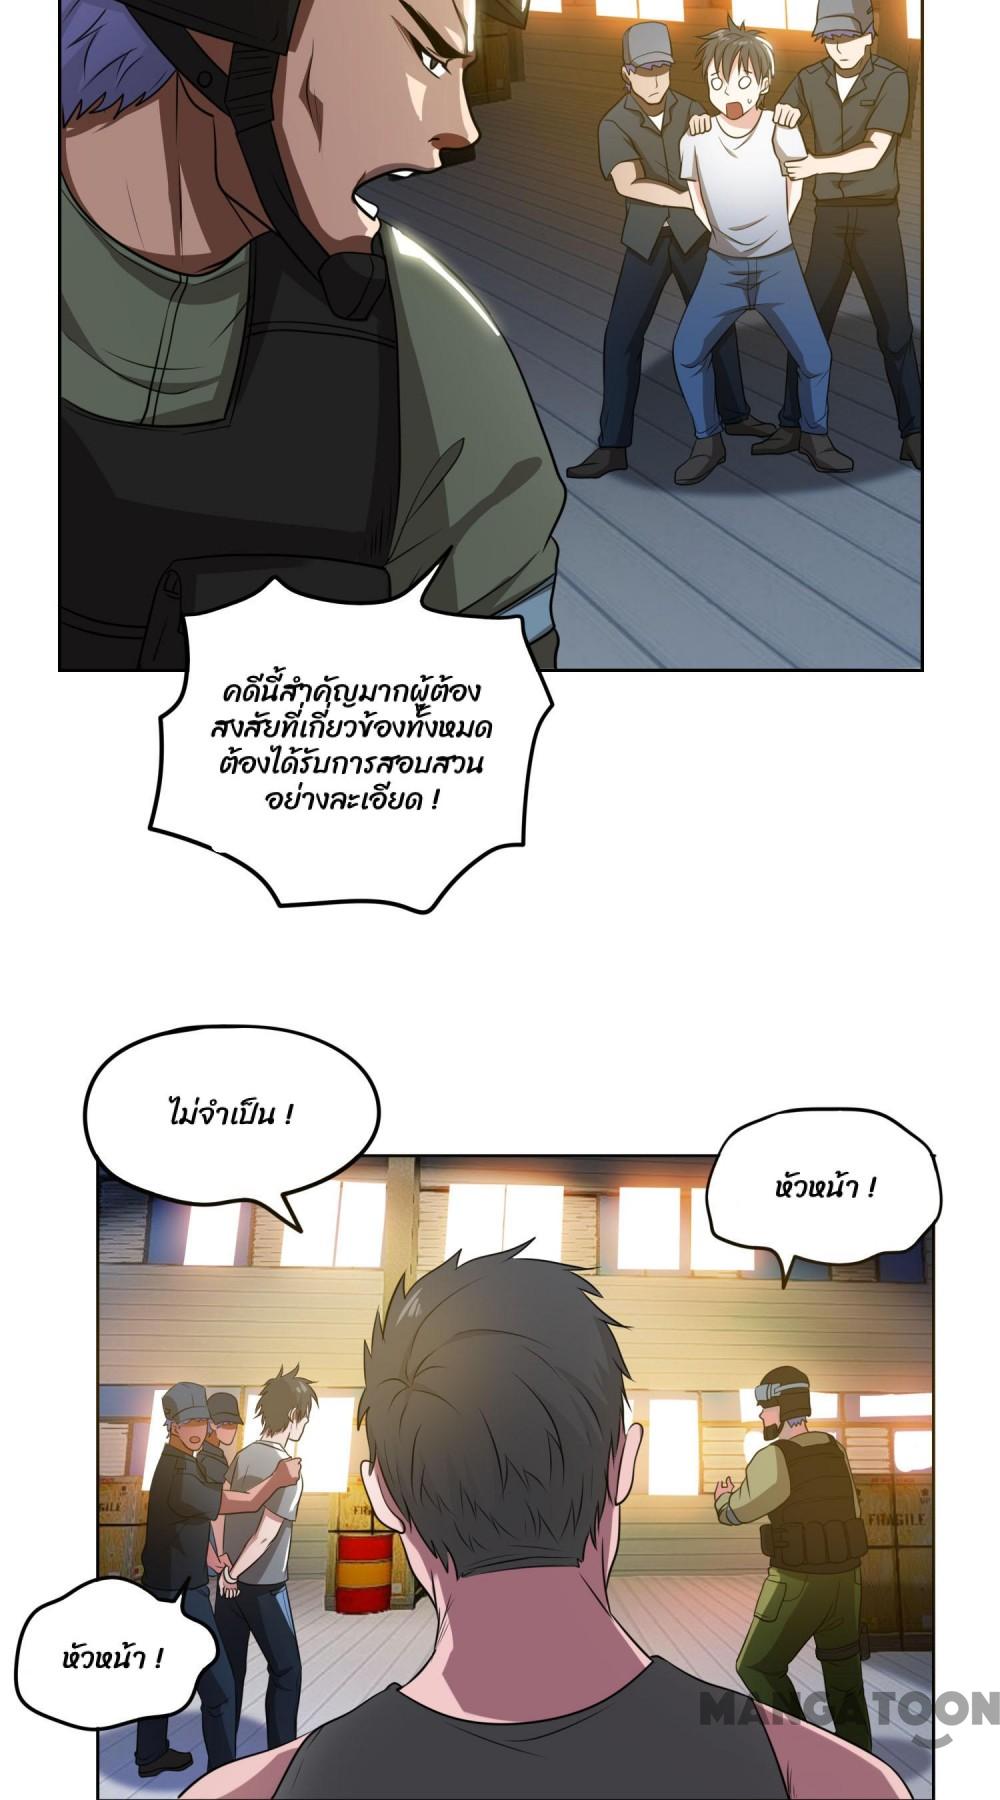 คดีนี้สำคัญมากผู้ต้อง
สงสัยที่เกี่ยวข้องทั้งหมด
ต้องได้รับการสอบสวน
อย่างละเอียด !
ไม่จำเป็น !
หัวหน้า !
FRAGILE
หัวหน้า !
MANGATOON